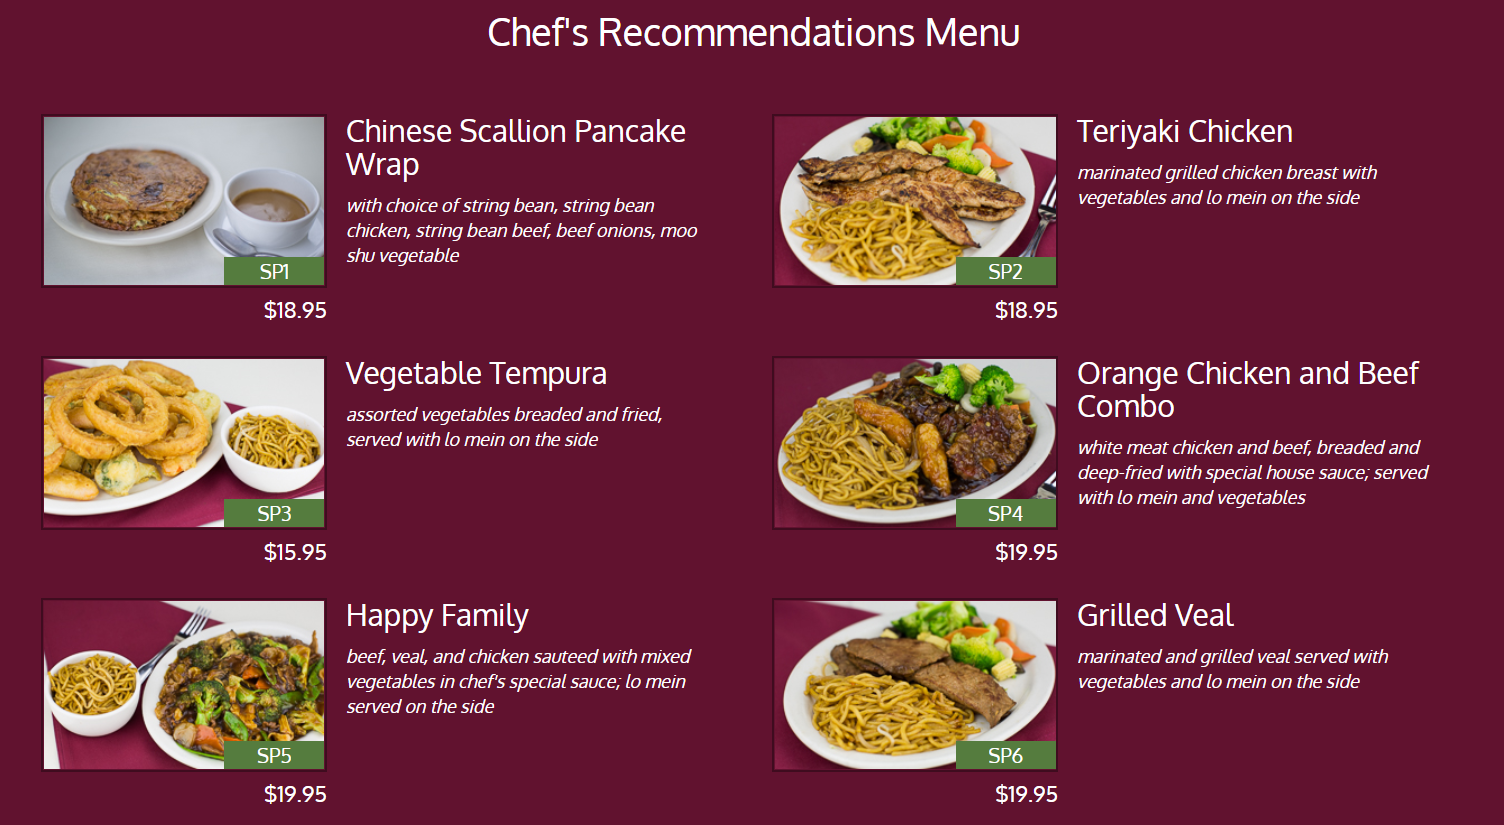 Chef's Recommendations Menu
Chinese Scallion Pancake
Wrap
with choice of string bean, string bean
chicken, string bean beef, beef onions, moo
shu vegetable
SP1
$18.95
Teriyaki Chicken
marinated grilled chicken breast with
vegetables and lo mein on the side
SP2
$18.95
Vegetable Tempura
assorted vegetables breaded and fried,
served with lo mein on the side
SP3
$15.95
Orange Chicken and Beef
Combo
white meat chicken and beef, breaded and
deep-fried with special house sauce; served
with lo mein and vegetables
SP4
$19.95
Happy Family
beef, veal, and chicken sauteed with mixed
vegetables in chef's special sauce; lo mein
served on the side
SP5
$19.95
Grilled Veal
marinated and grilled veal served with
vegetables and lo mein on the side
SP6
$19.95